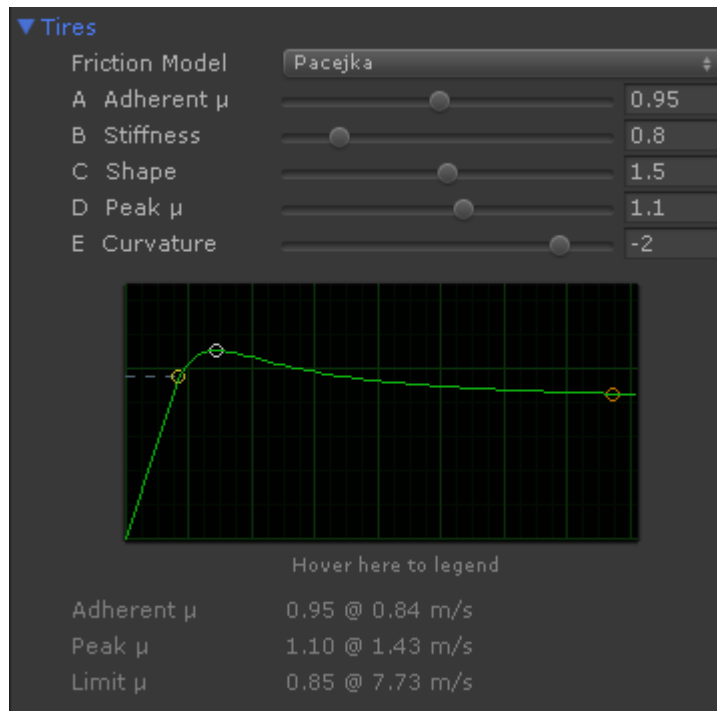 Tires
Friction Model Pacejka
A Adherent µ 0.95
B Stiffness 0.8
C Shape 1.5
D Peak µ 1.1
E Curvature -2
Hover here to legend
Adherent µ 0.95 @ 0.84 m/s
Peak µ 1.10 @ 1.43 m/s
Limit µ 0.85 @ 7.73 m/s